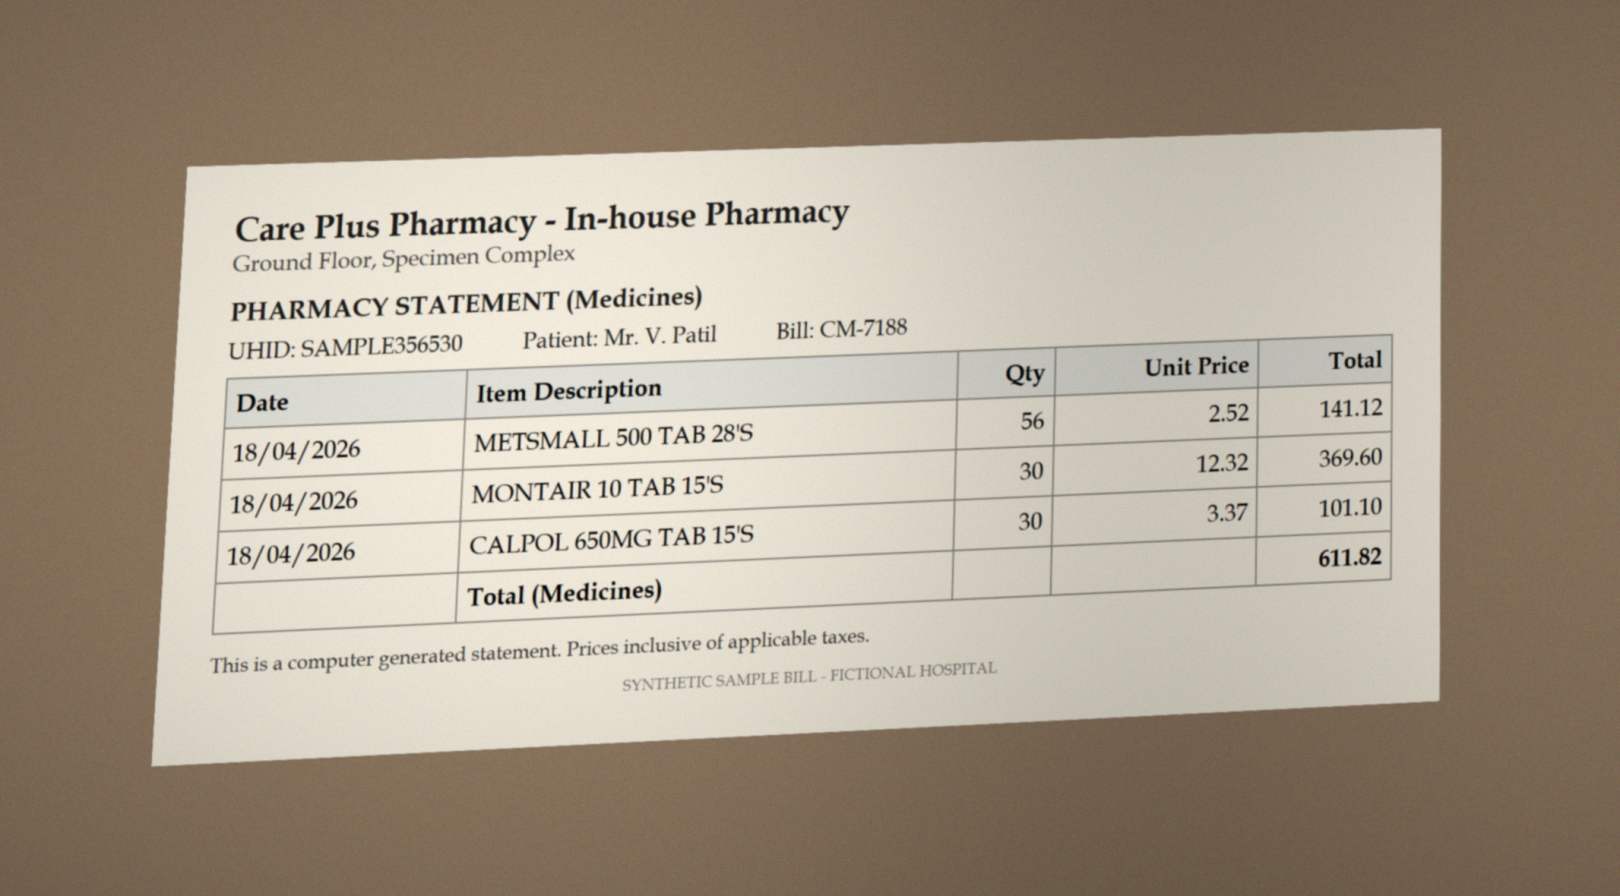 Care Plus Pharmacy - In-house Pharmacy
Ground Floor, Specimen Complex
PHARMACY STATEMENT (Medicines)
UHID: SAMPLE356530 Patient: Mr. V. Patil Bill: CM-7188
Date Item Description Qty Unit Price Total
18/04/2026 METSMALL 500 TAB 28'S 56 2.52 141.12
18/04/2026 MONTAIR 10 TAB 15'S 30 12.32 369.60
18/04/2026 CALPOL 650MG TAB 15'S 30 3.37 101.10
Total (Medicines) 611.82
This is a computer generated statement. Prices inclusive of applicable taxes.
SYNTHETIC SAMPLE BILL - FICTIONAL HOSPITAL